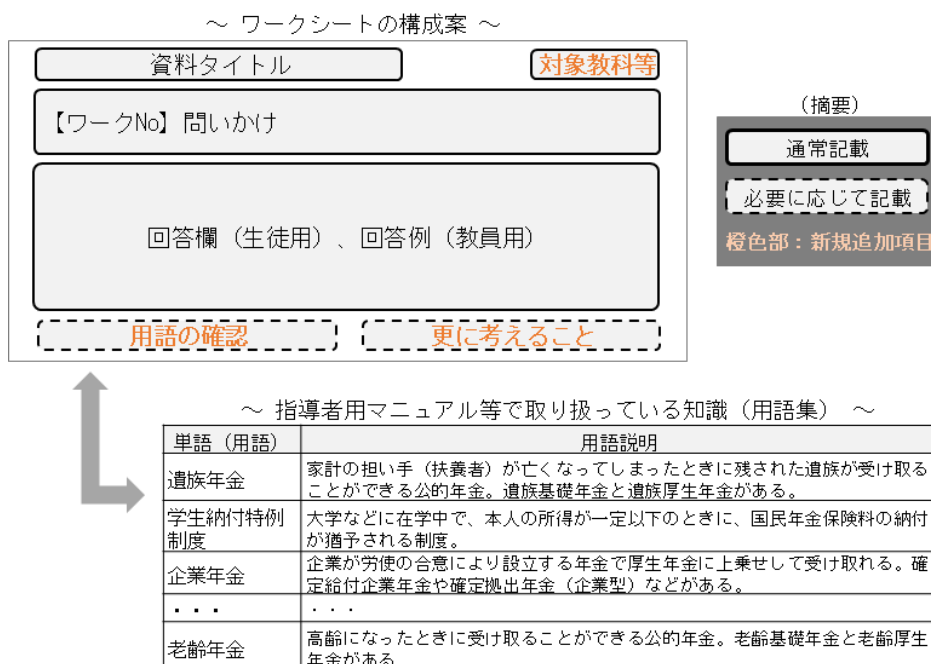 ～ ワークシートの構成案 ～
資料タイトル
対象教科等
【ワークNo】問いかけ
回答欄（生徒用）、回答例（教員用）
用語の確認
更に考えること
（摘要）
通常記載
必要に応じて記載
橙色部：新規追加項目
～ 指導者用マニュアル等で取り扱っている知識（用語集） ～
単語（用語）
用語説明
遺族年金
家計の担い手（扶養者）が亡くなってしまったときに残された遺族が受け取る
ことができる公的年金。遺族基礎年金と遺族厚生年金がある。
学生納付特例
制度
大学などに在学中で、本人の所得が一定以下のときに、国民年金保険料の納付
が猶予される制度。
企業年金
企業が労使の合意により設立する年金で厚生年金に上乗せして受け取れる。確
定給付企業年金や確定拠出年金（企業型）などがある。
・・・
・・・
老齢年金
高齢になったときに受け取ることができる公的年金。老齢基礎年金と老齢厚生
年金がある